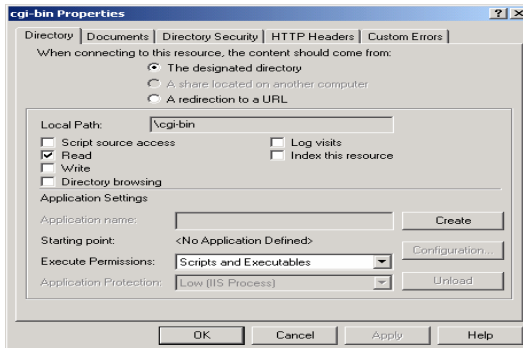 cgi-bin Properties
Directory Documents Directory Security HTTP Headers Custom Errors
When connecting to this resource, the content should come from:
The designated directory
A share located on another computer
A redirection to a URL
Local Path: \cgi-bin
Script source access Log visits
Read Index this resource
Write
Directory browsing
Application Settings
Application name: Create
Starting point: <No Application Defined>
Configuration...
Execute Permissions: Scripts and Executables
Application Protection: Low (IIS Process) Unload
OK Cancel Apply Help